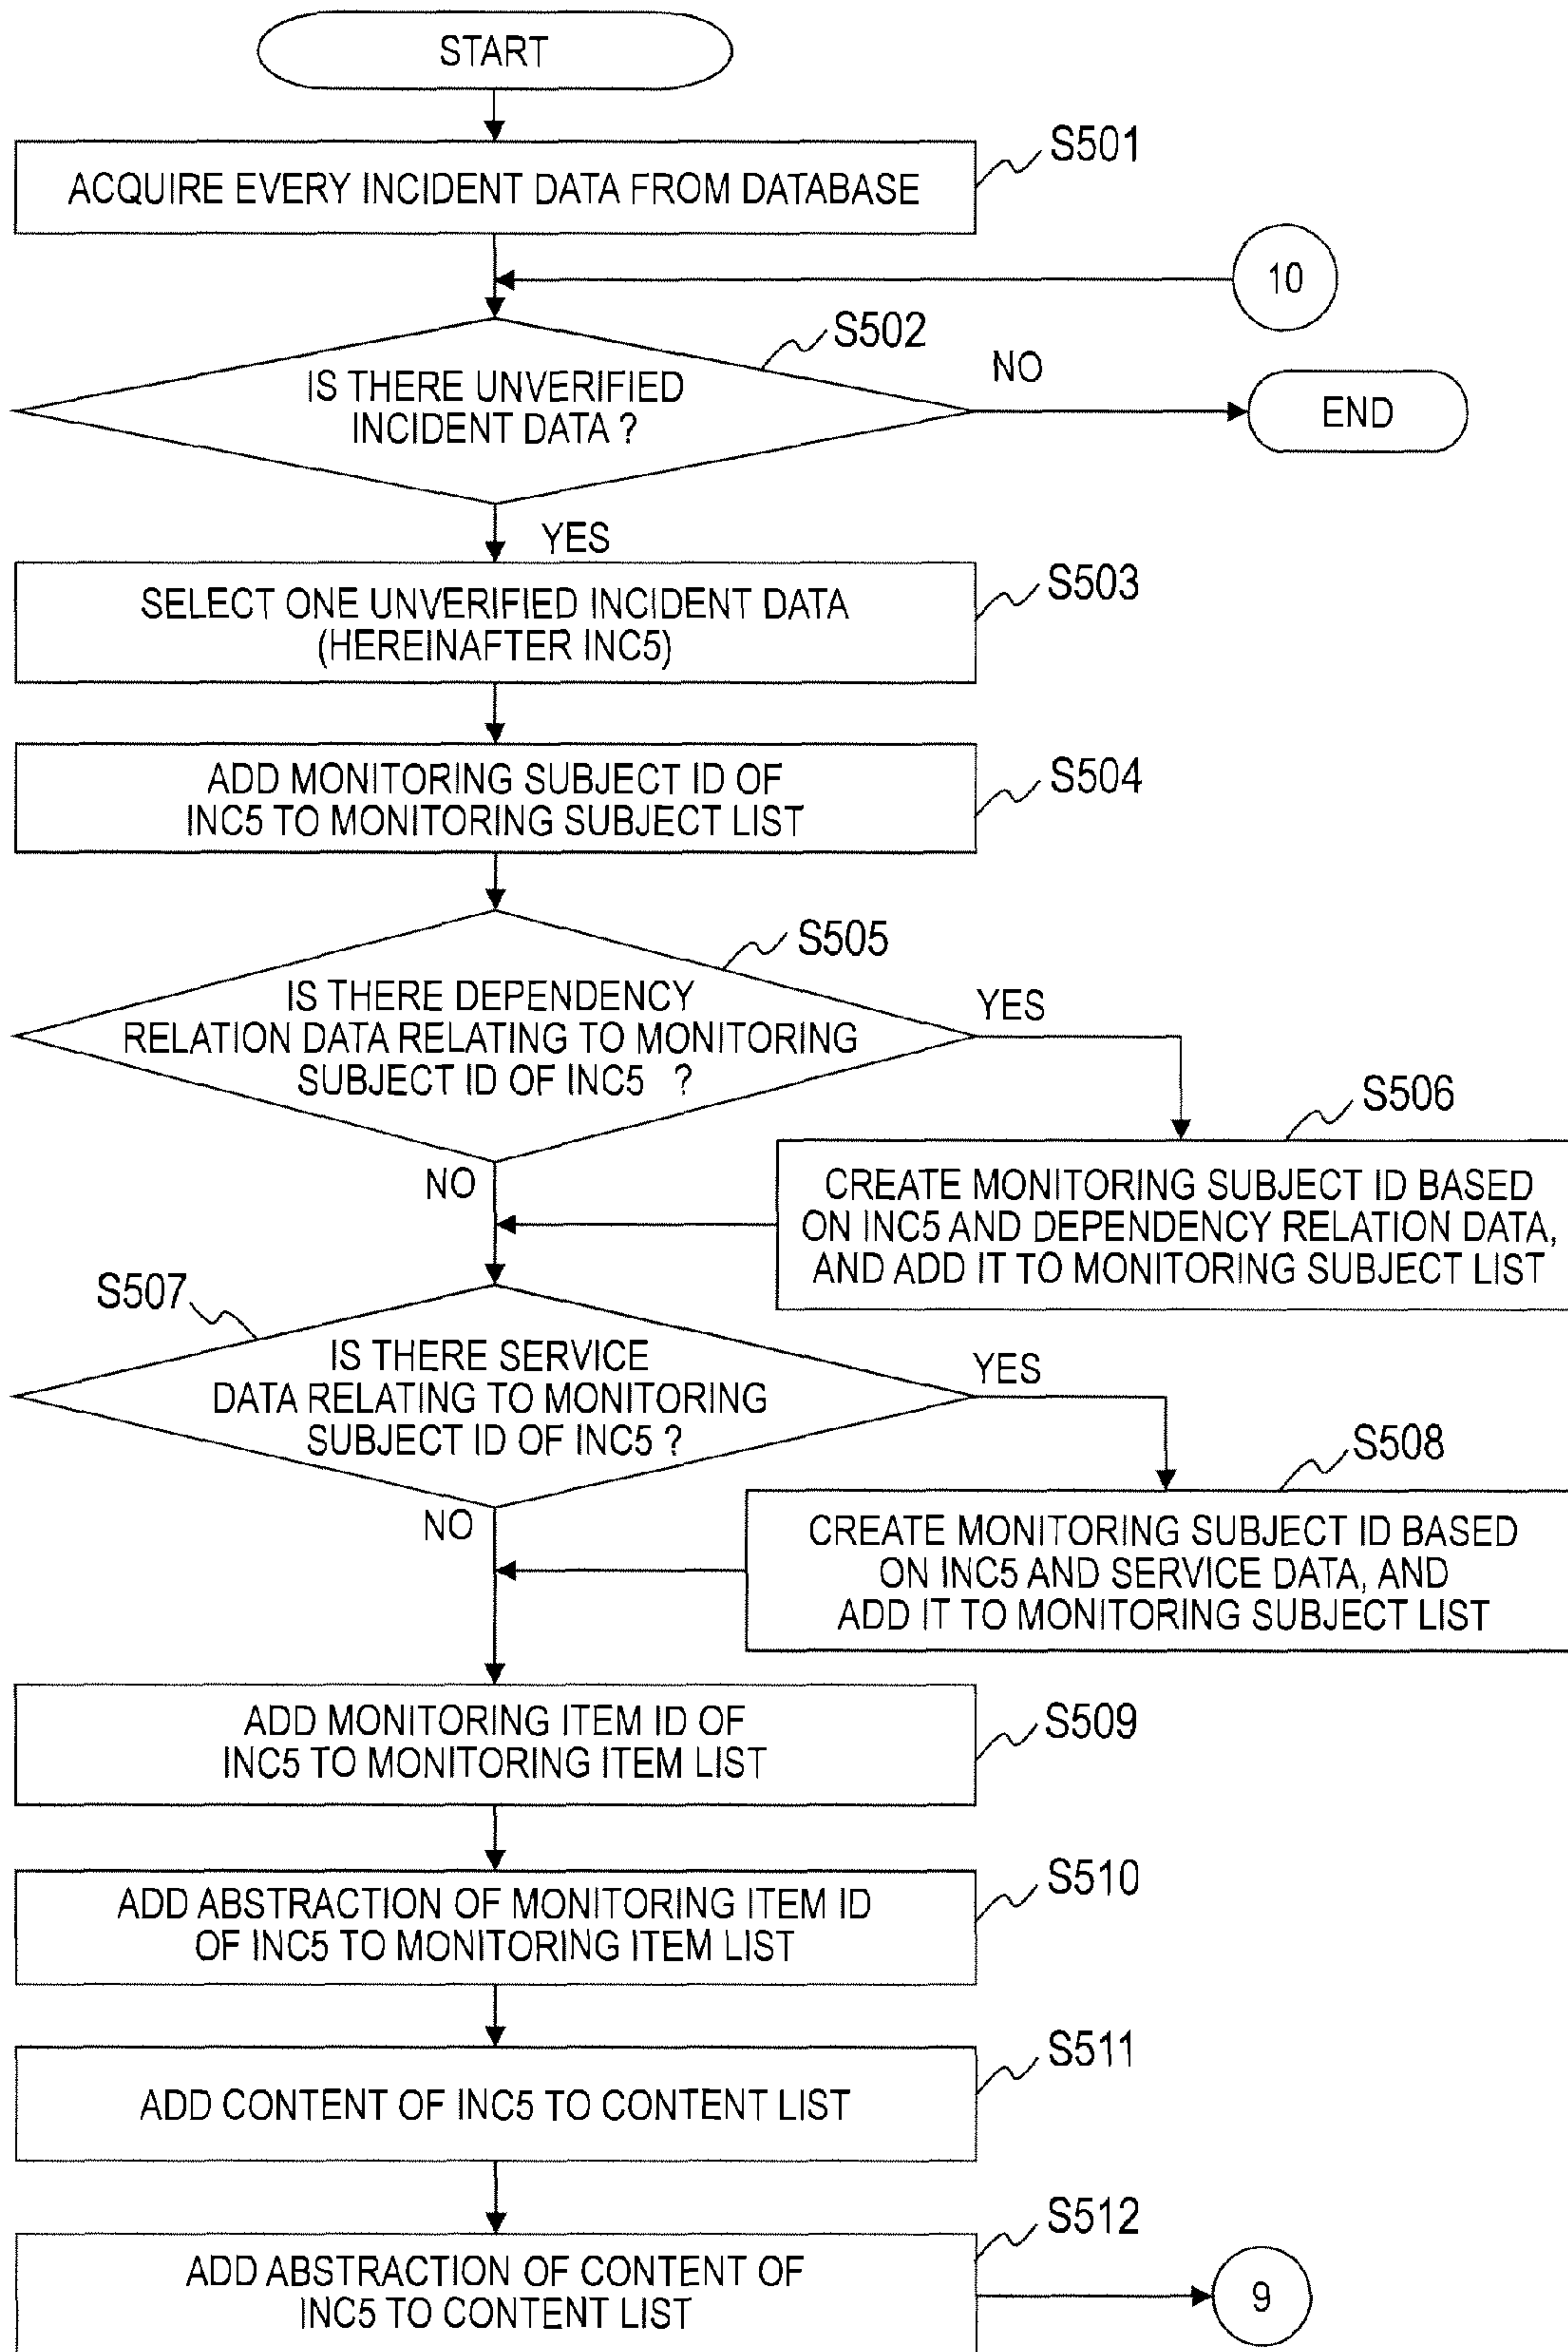 START
S501
ACQUIRE EVERY INCIDENT DATA FROM DATABASE
10
S502
IS THERE UNVERIFIED
INCIDENT DATA ?
NO
END
YES
S503
SELECT ONE UNVERIFIED INCIDENT DATA
(HEREINAFTER INC5)
S504
ADD MONITORING SUBJECT ID OF
INC5 TO MONITORING SUBJECT LIST
S505
IS THERE DEPENDENCY
RELATION DATA RELATING TO MONITORING
SUBJECT ID OF INC5 ?
YES
S506
CREATE MONITORING SUBJECT ID BASED
ON INC5 AND DEPENDENCY RELATION DATA,
AND ADD IT TO MONITORING SUBJECT LIST
NO
S507
IS THERE SERVICE
DATA RELATING TO MONITORING
SUBJECT ID OF INC5 ?
YES
S508
CREATE MONITORING SUBJECT ID BASED
ON INC5 AND SERVICE DATA, AND
ADD IT TO MONITORING SUBJECT LIST
NO
S509
ADD MONITORING ITEM ID OF
INC5 TO MONITORING ITEM LIST
S510
ADD ABSTRACTION OF MONITORING ITEM ID
OF INC5 TO MONITORING ITEM LIST
S511
ADD CONTENT OF INC5 TO CONTENT LIST
S512
ADD ABSTRACTION OF CONTENT OF
INC5 TO CONTENT LIST
9